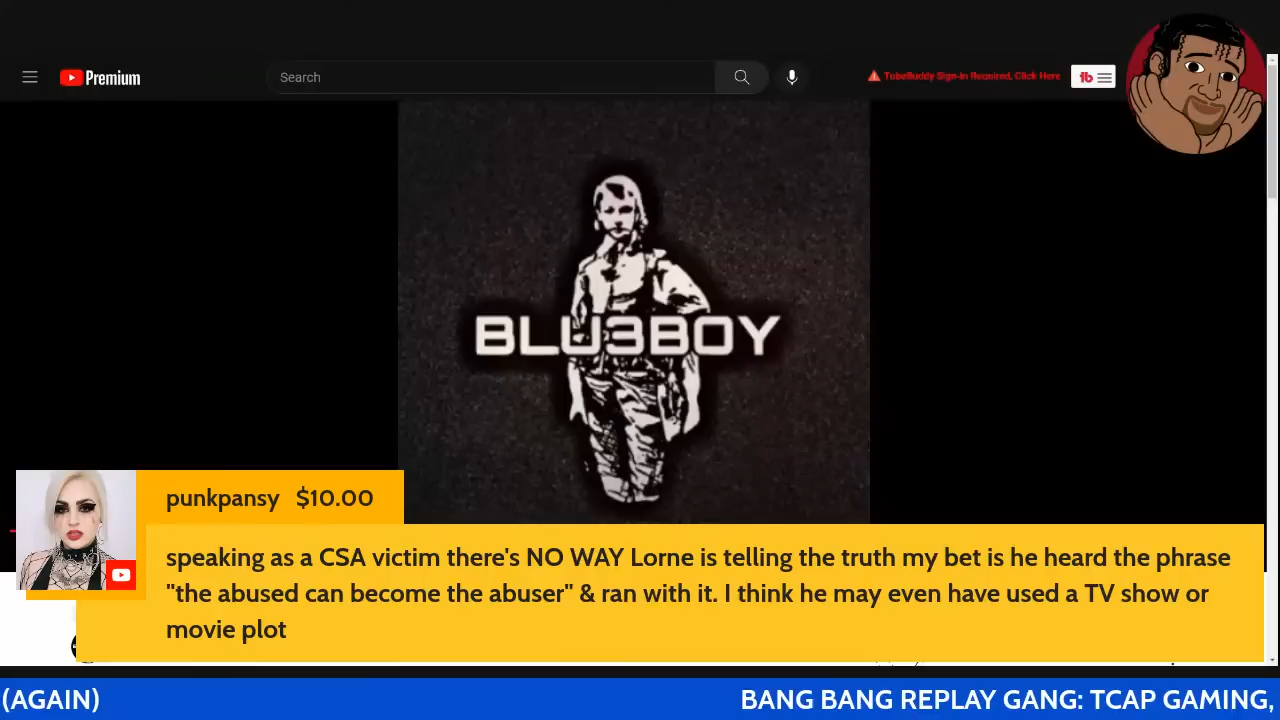 Premium
Search
TubeBuddy Sign-In Required, Click Here
tb
BLU3BOY
punkpansy $10.00
speaking as a CSA victim there's NO WAY Lorne is telling the truth my bet is he heard the phrase
"the abused can become the abuser" & ran with it. I think he may even have used a TV show or
movie plot
(AGAIN) BANG BANG REPLAY GANG: TCAP GAMING,